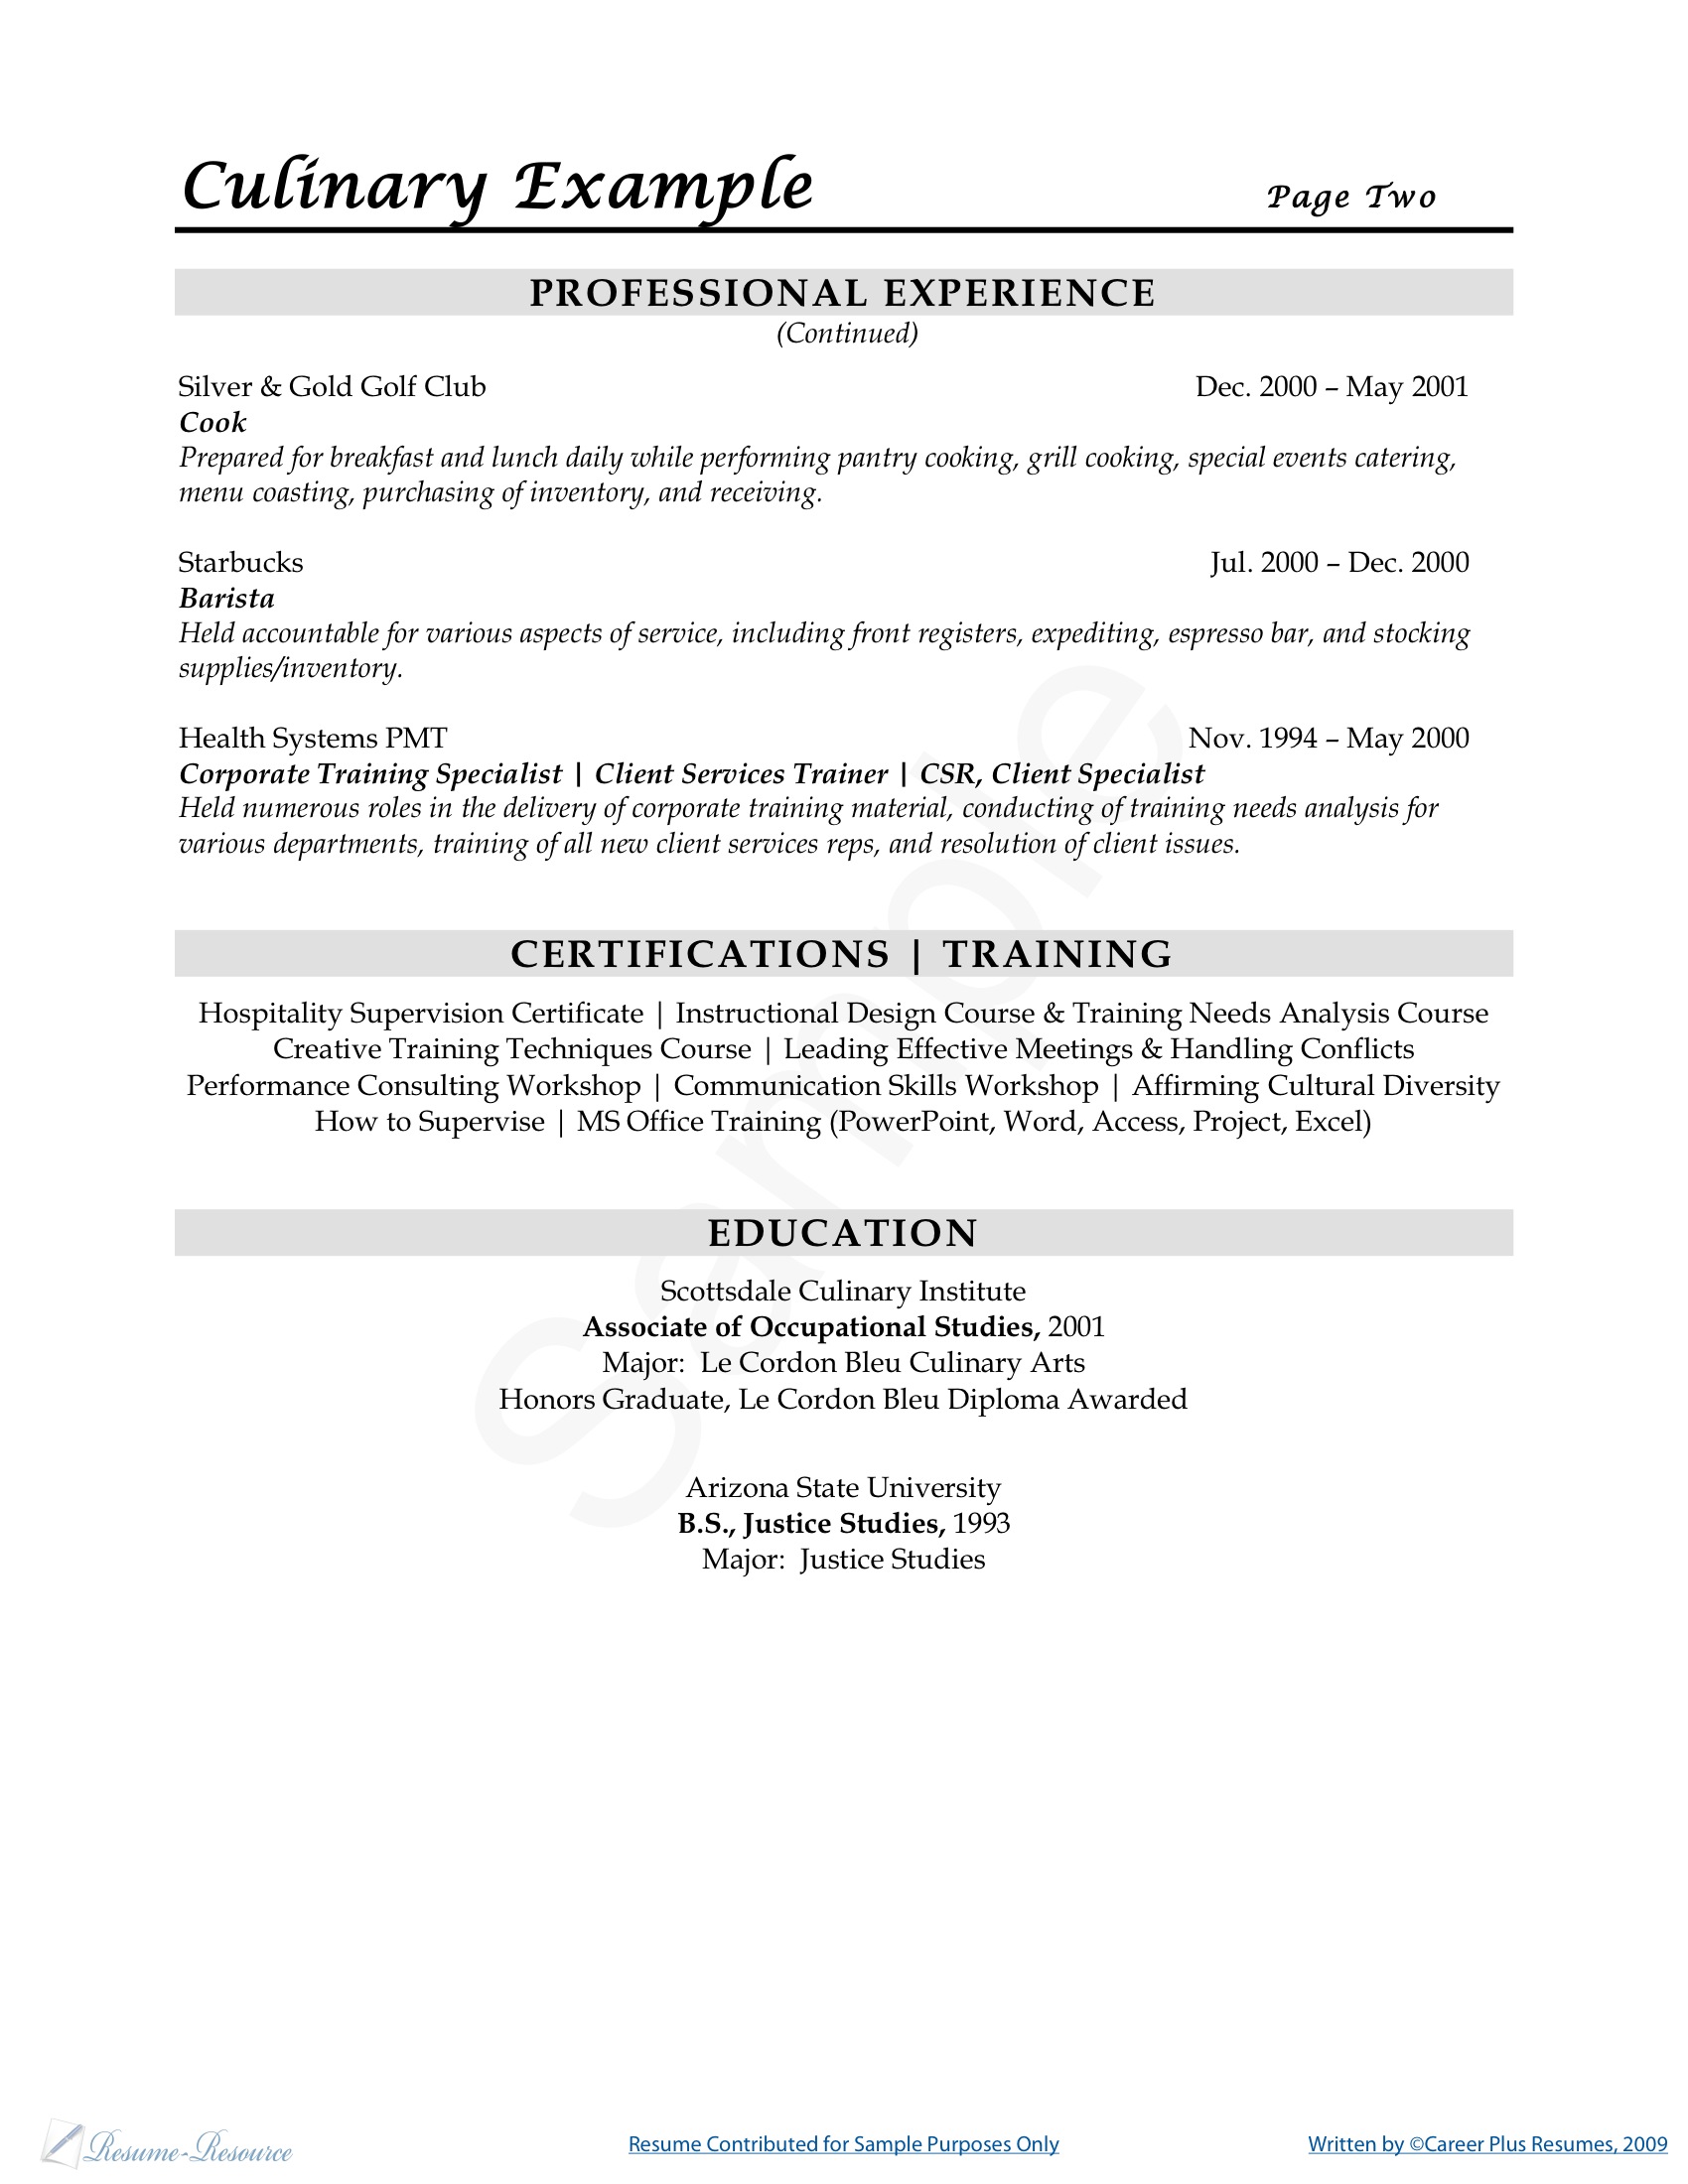 Culinary Example Page Two
PROFESSIONAL EXPERIENCE
(Continued)
Silver & Gold Golf Club Dec. 2000 – May 2001
Cook
Prepared for breakfast and lunch daily while performing pantry cooking, grill cooking, special events catering,
menu coasting, purchasing of inventory, and receiving.
Starbucks Jul. 2000 – Dec. 2000
Barista
Held accountable for various aspects of service, including front registers, expediting, espresso bar, and stocking
supplies/inventory.
Health Systems PMT Nov. 1994 – May 2000
Corporate Training Specialist | Client Services Trainer | CSR, Client Specialist
Held numerous roles in the delivery of corporate training material, conducting of training needs analysis for
various departments, training of all new client services reps, and resolution of client issues.
CERTIFICATIONS | TRAINING
Hospitality Supervision Certificate | Instructional Design Course & Training Needs Analysis Course
Creative Training Techniques Course | Leading Effective Meetings & Handling Conflicts
Performance Consulting Workshop | Communication Skills Workshop | Affirming Cultural Diversity
How to Supervise | MS Office Training (PowerPoint, Word, Access, Project, Excel)
EDUCATION
Scottsdale Culinary Institute
Associate of Occupational Studies, 2001
Major: Le Cordon Bleu Culinary Arts
Honors Graduate, Le Cordon Bleu Diploma Awarded
Arizona State University
B.S., Justice Studies, 1993
Major: Justice Studies
Sample
Resume-Resource
Resume Contributed for Sample Purposes Only
Written by ©Career Plus Resumes, 2009